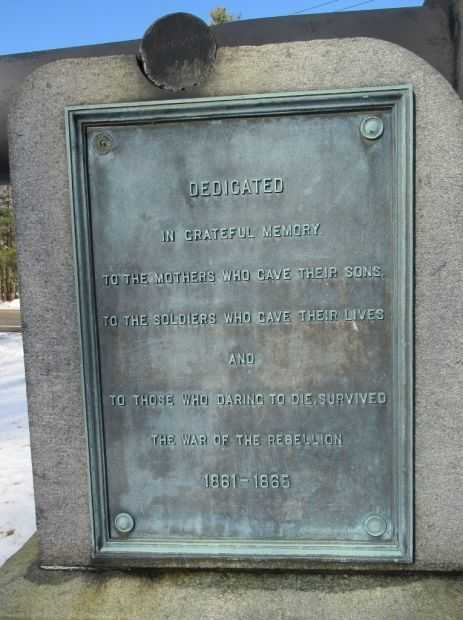 DEDICATED
IN GRATEFUL MEMORY
TO THE MOTHERS WHO GAVE THEIR SONS,
TO THE SOLDIERS WHO GAVE THEIR LIVES
AND
TO THOSE WHO DARING TO DIE, SURVIVED
THE WAR OF THE REBELLION
1861-1865